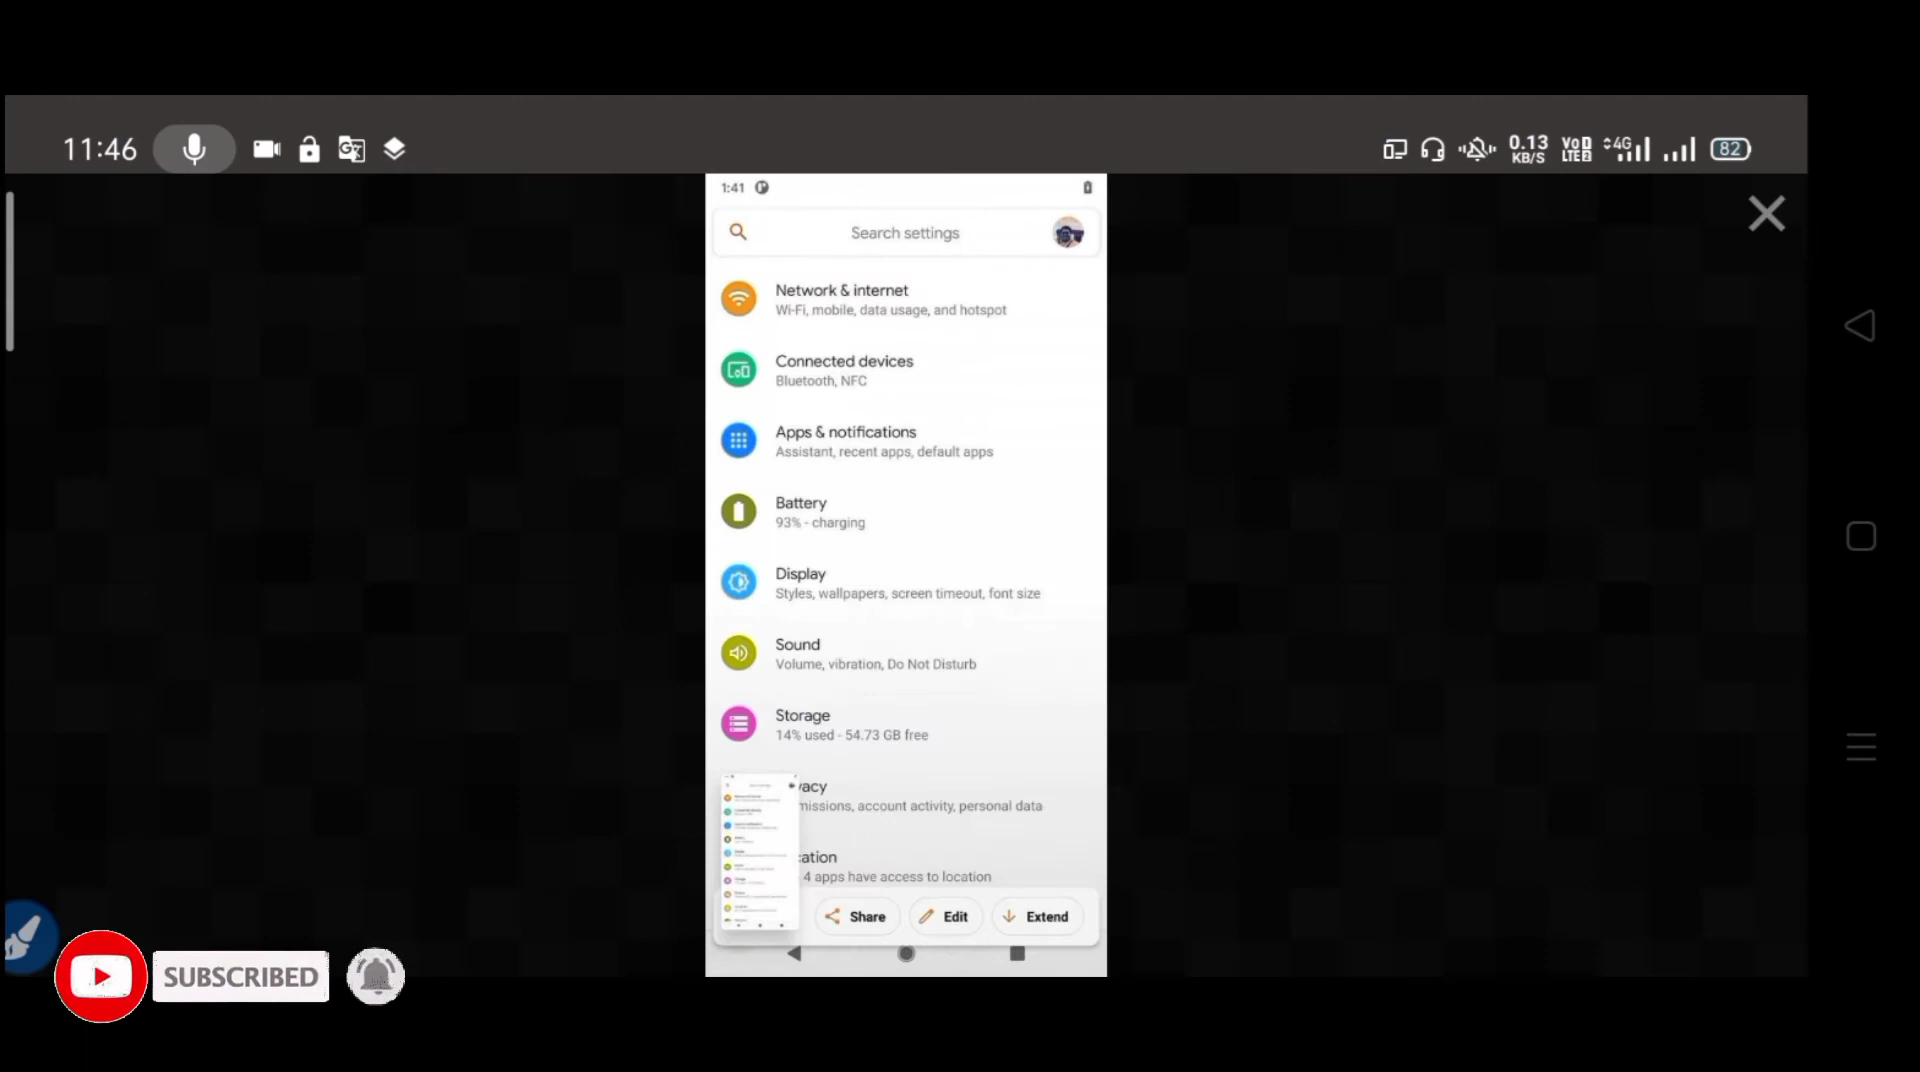 11:46
0.13
KB/S
VoD
LTE2
4G
82
1:41
Search settings
Network & internet
Wi-Fi, mobile, data usage, and hotspot
Connected devices
Bluetooth, NFC
Apps & notifications
Assistant, recent apps, default apps
Battery
93% - charging
Display
Styles, wallpapers, screen timeout, font size
Sound
Volume, vibration, Do Not Disturb
Storage
14% used - 54.73 GB free
vacy
missions, account activity, personal data
cation
4 apps have access to location
Share
Edit
Extend
SUBSCRIBED